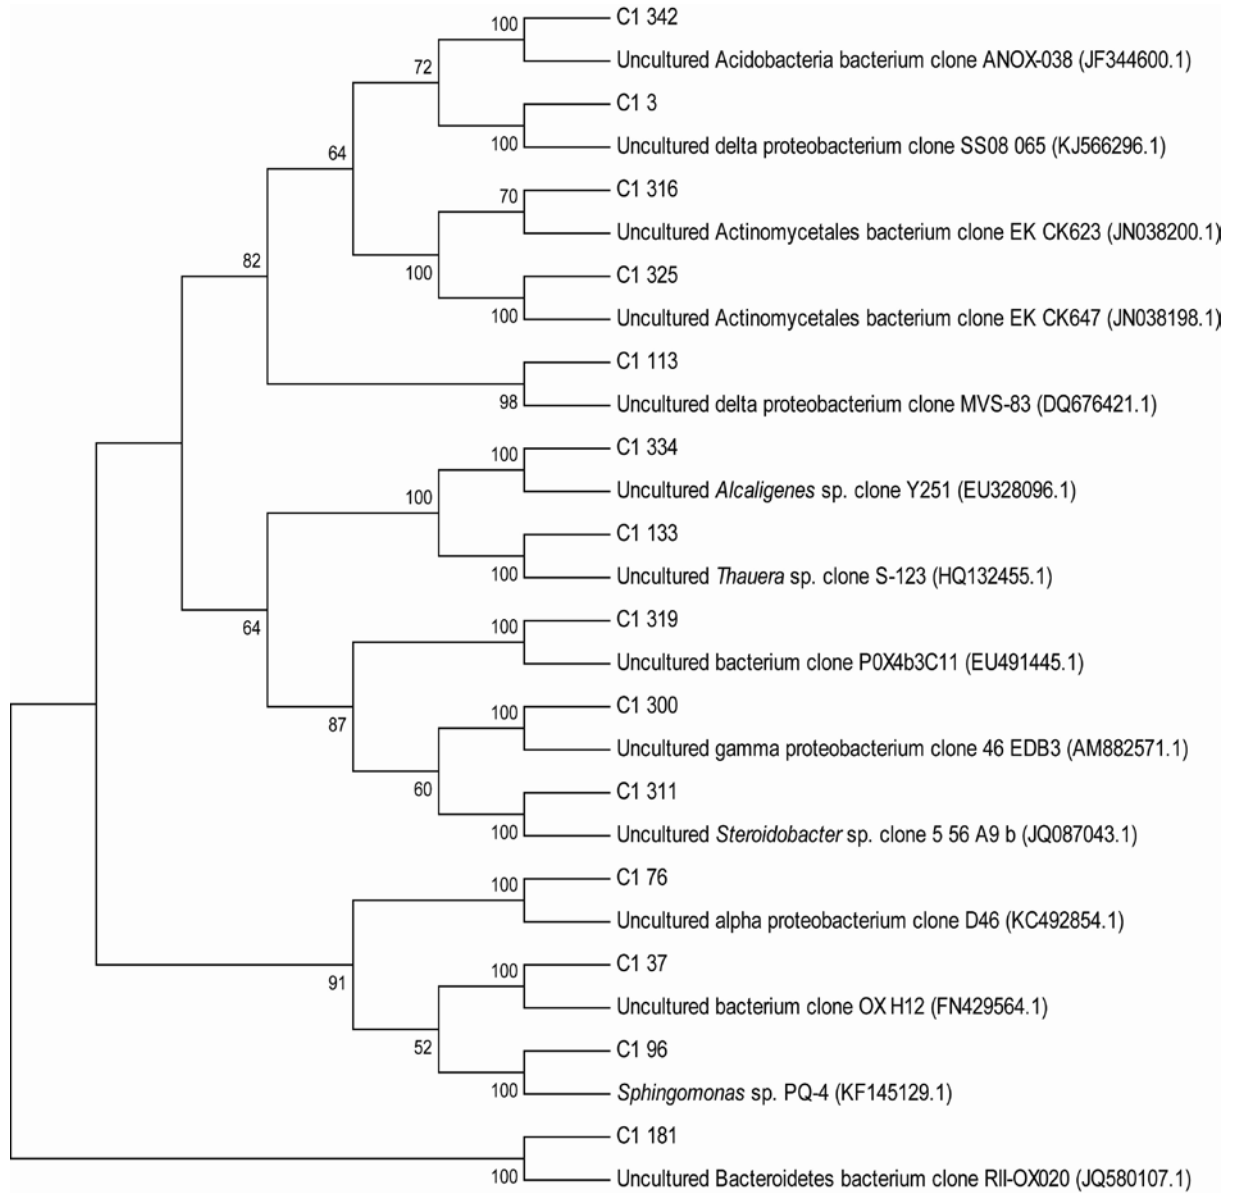 C1 342
100
Uncultured Acidobacteria bacterium clone ANOX-038 (JF344600.1)
72
C1 3
100
Uncultured delta proteobacterium clone SS08 065 (KJ566296.1)
64
C1 316
70
Uncultured Actinomycetales bacterium clone EK CK623 (JN038200.1)
82
100
C1 325
100
Uncultured Actinomycetales bacterium clone EK CK647 (JN038198.1)
C1 113
98
Uncultured delta proteobacterium clone MVS-83 (DQ676421.1)
C1 334
100
Uncultured Alcaligenes sp. clone Y251 (EU328096.1)
100
C1 133
100
Uncultured Thauera sp. clone S-123 (HQ132455.1)
C1 319
100
64
Uncultured bacterium clone P0X4b3C11 (EU491445.1)
C1 300
100
87
Uncultured gamma proteobacterium clone 46 EDB3 (AM882571.1)
60
C1 311
100
Uncultured Steroidobacter sp. clone 5 56 A9 b (JQ087043.1)
C1 76
100
Uncultured alpha proteobacterium clone D46 (KC492854.1)
C1 37
100
91
Uncultured bacterium clone OX H12 (FN429564.1)
52
C1 96
100
Sphingomonas sp. PQ-4 (KF145129.1)
C1 181
100
Uncultured Bacteroidetes bacterium clone RII-OX020 (JQ580107.1)